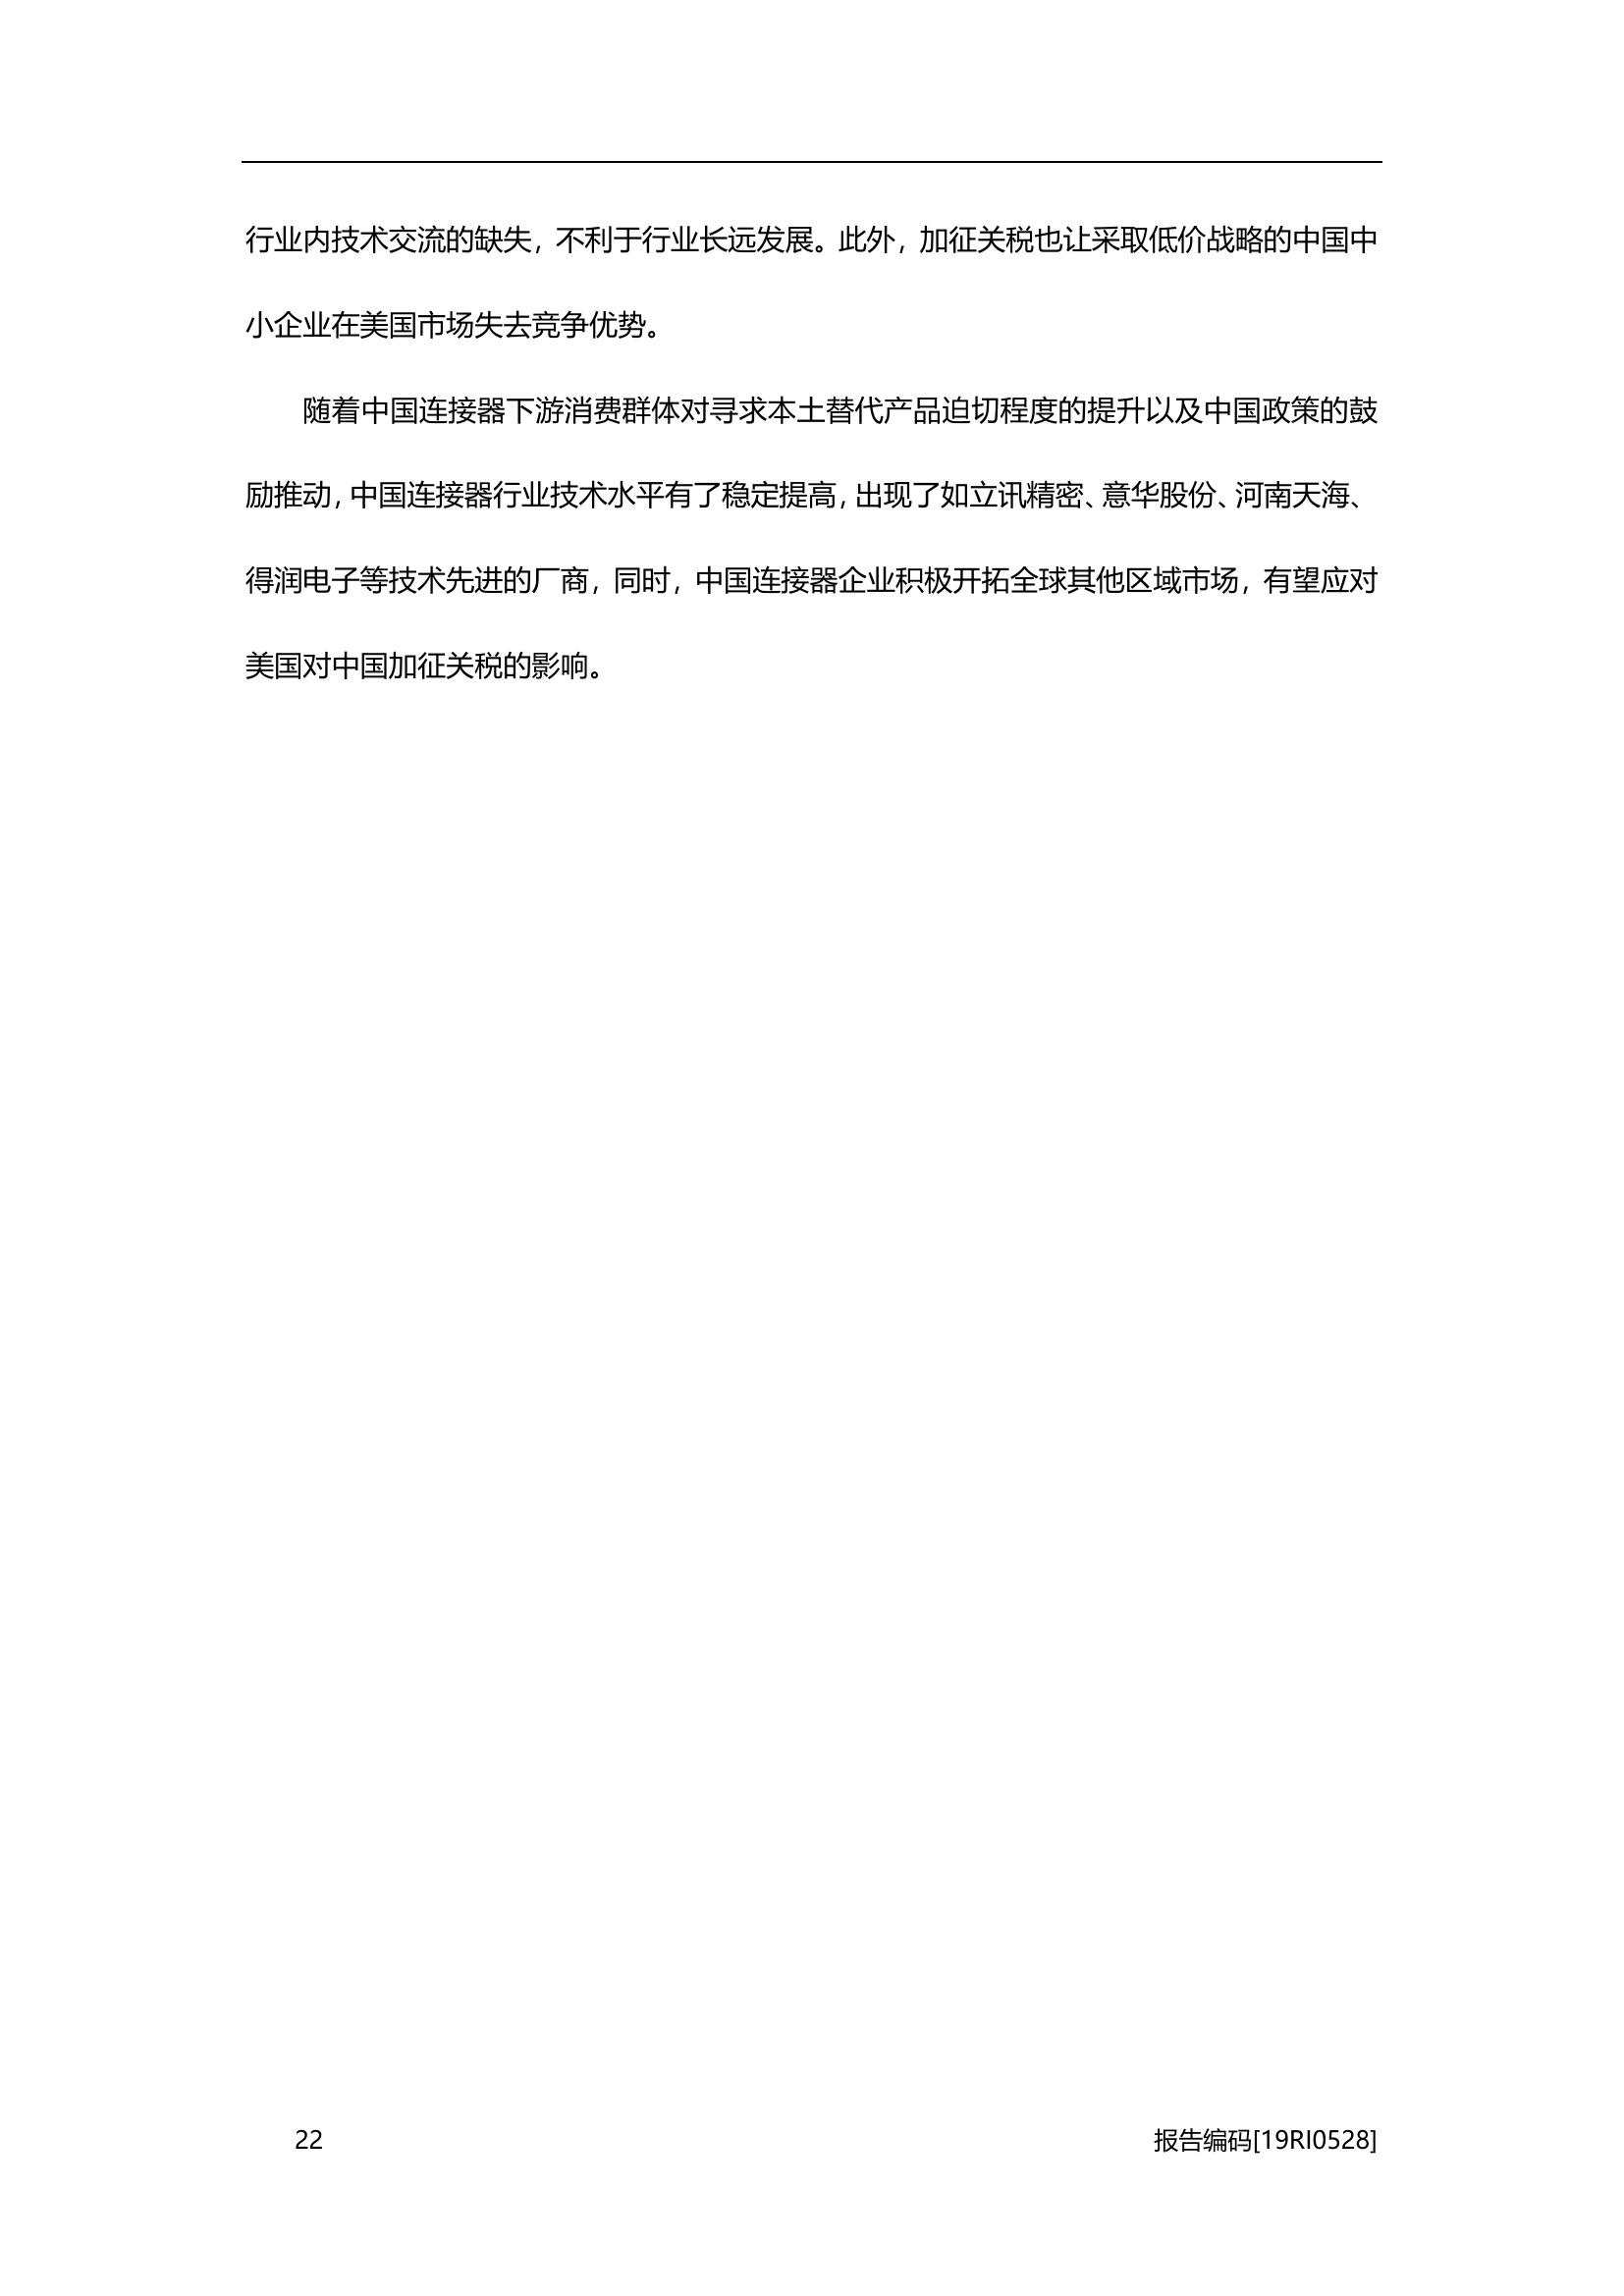 行业内技术交流的缺失，不利于行业长远发展。此外，加征关税也让采取低价战略的中国中
小企业在美国市场失去竞争优势。
随着中国连接器下游消费群体对寻求本土替代产品迫切程度的提升以及中国政策的鼓
励推动，中国连接器行业技术水平有了稳定提高，出现了如立讯精密、意华股份、河南天海、
得润电子等技术先进的厂商，同时，中国连接器企业积极开拓全球其他区域市场，有望应对
美国对中国加征关税的影响。
22 报告编码[19RI0528]